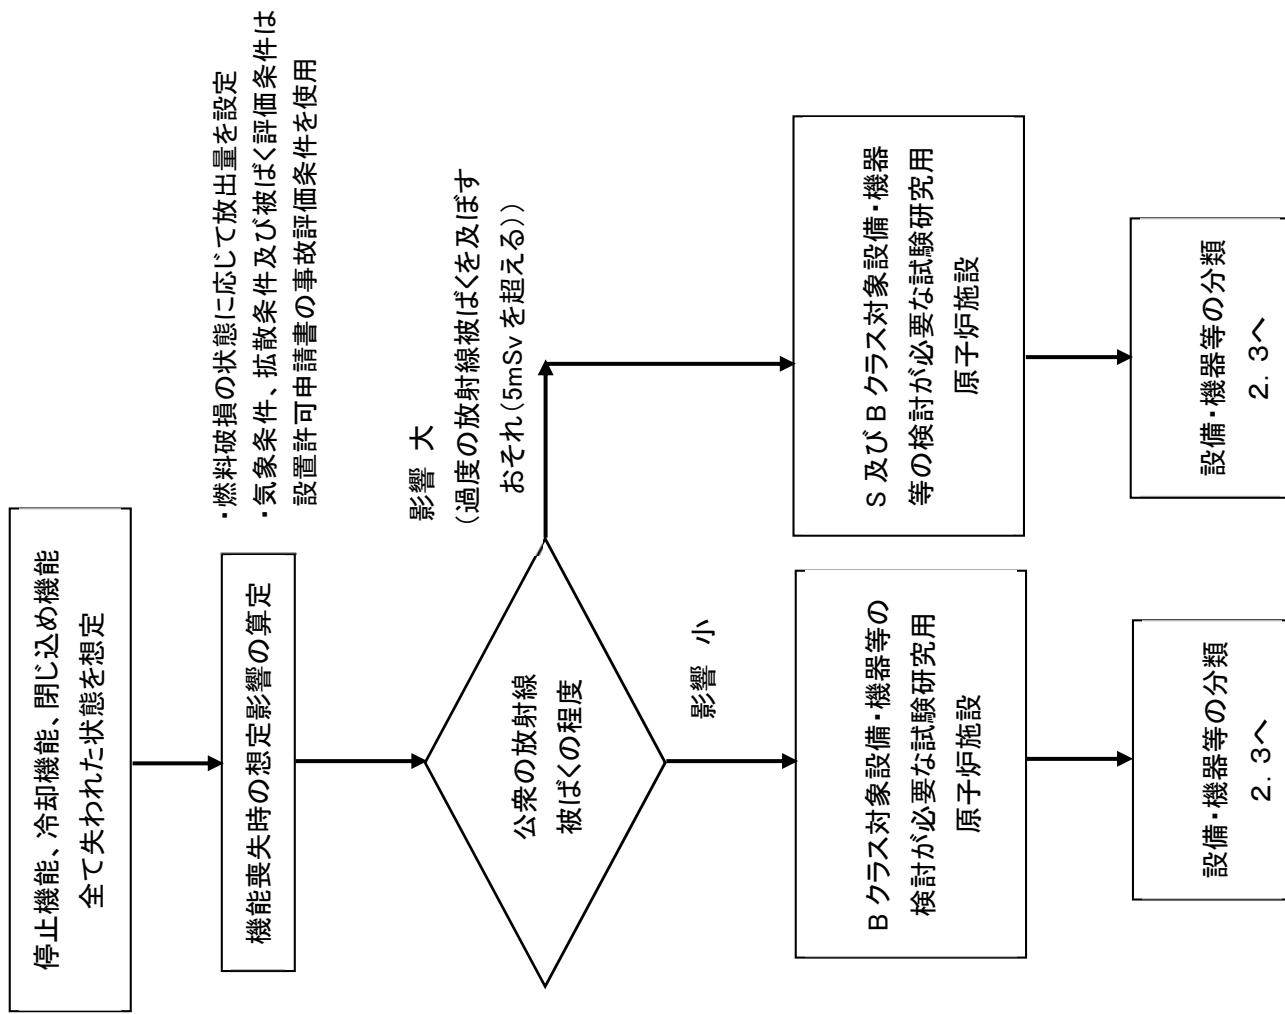 停止機能、冷却機能、閉じ込め機能
全て失われた状態を想定
機能喪失時の想定影響の算定
・燃料破損の状態に応じて放出量を設定
・気象条件、拡散条件及び被ばく評価条件は
設置許可申請書の事故評価条件を使用
公衆の放射線
被ばくの程度
影響 大
(過度の放射線被ばくを及ぼす
おそれ(5mSv を超える))
影響 小
B クラス対象設備・機器等の
検討が必要な試験研究用
原子炉施設
S 及び B クラス対象設備・機器
等の検討が必要な試験研究用
原子炉施設
設備・機器等の分類
2. 3へ
設備・機器等の分類
2. 3へ